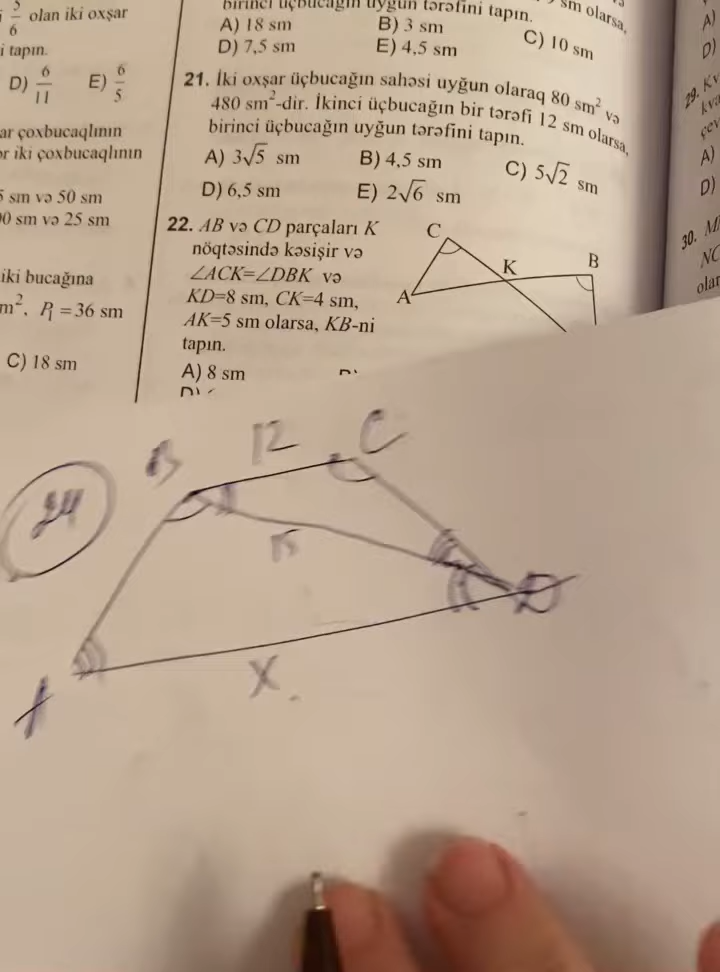 5/6 olan iki oxşar
tapın.
D) 6/11 E) 6/5
ar çoxbucaqlının
or iki çoxbucaqlının
5 sm və 50 sm
0 sm və 25 sm
iki bucağına
m². P₁ = 36 sm
C) 18 sm
birinci üçbucağın uyğun tərəfini tapın.
sm olarsa,
A) 18 sm B) 3 sm C) 10 sm
D) 7,5 sm E) 4,5 sm
21. İki oxşar üçbucağın sahəsi uyğun olaraq 80 sm² və
480 sm²-dir. İkinci üçbucağın bir tərəfi 12 sm olarsa,
birinci üçbucağın uyğun tərəfini tapın.
A) 3√5 sm B) 4,5 sm C) 5√2 sm
D) 6,5 sm E) 2√6 sm
22. AB və CD parçaları K
nöqtəsində kəsişir və
∠ACK=∠DBK və
KD=8 sm, CK=4 sm,
AK=5 sm olarsa, KB-ni
tapın.
A) 8 sm
C
K B
A
A)
D)
29. Kv
kva
çev
A)
D)
30. M
NC
olar
24
B 12 C
15
D
X
A